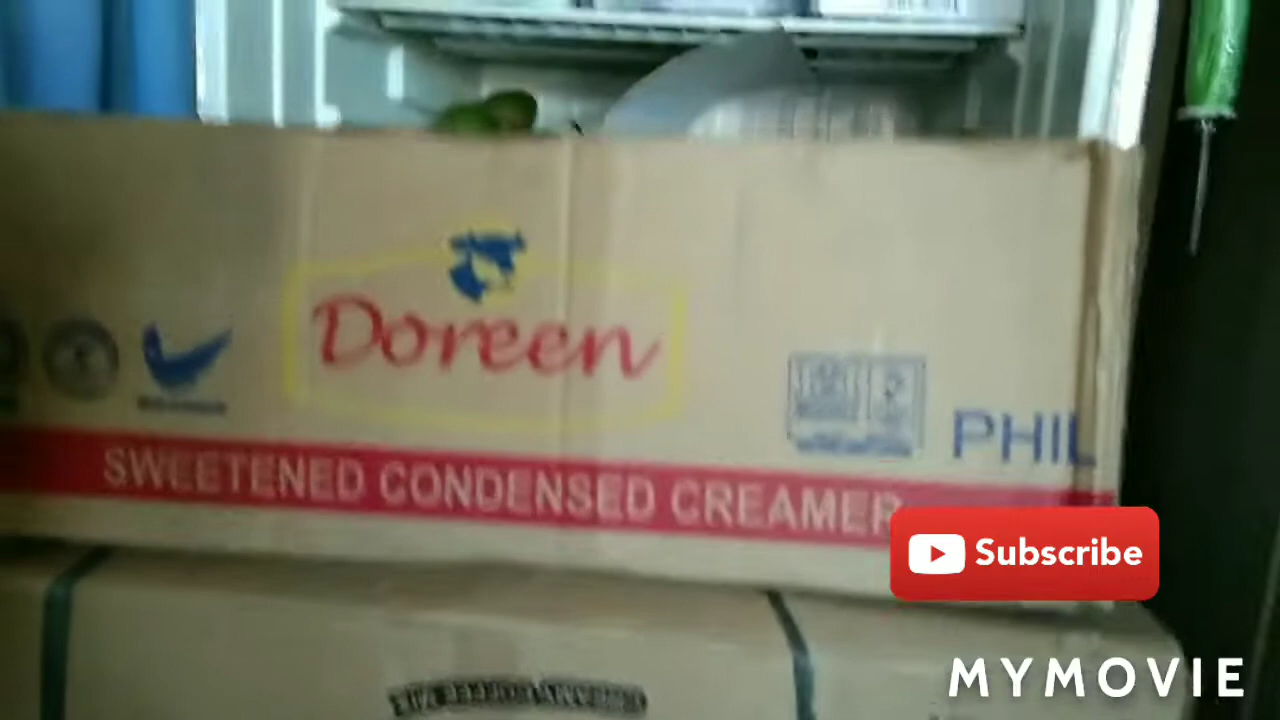 Doreen
PHIL
SWEETENED CONDENSED CREAMER
Subscribe
MYMOVIE